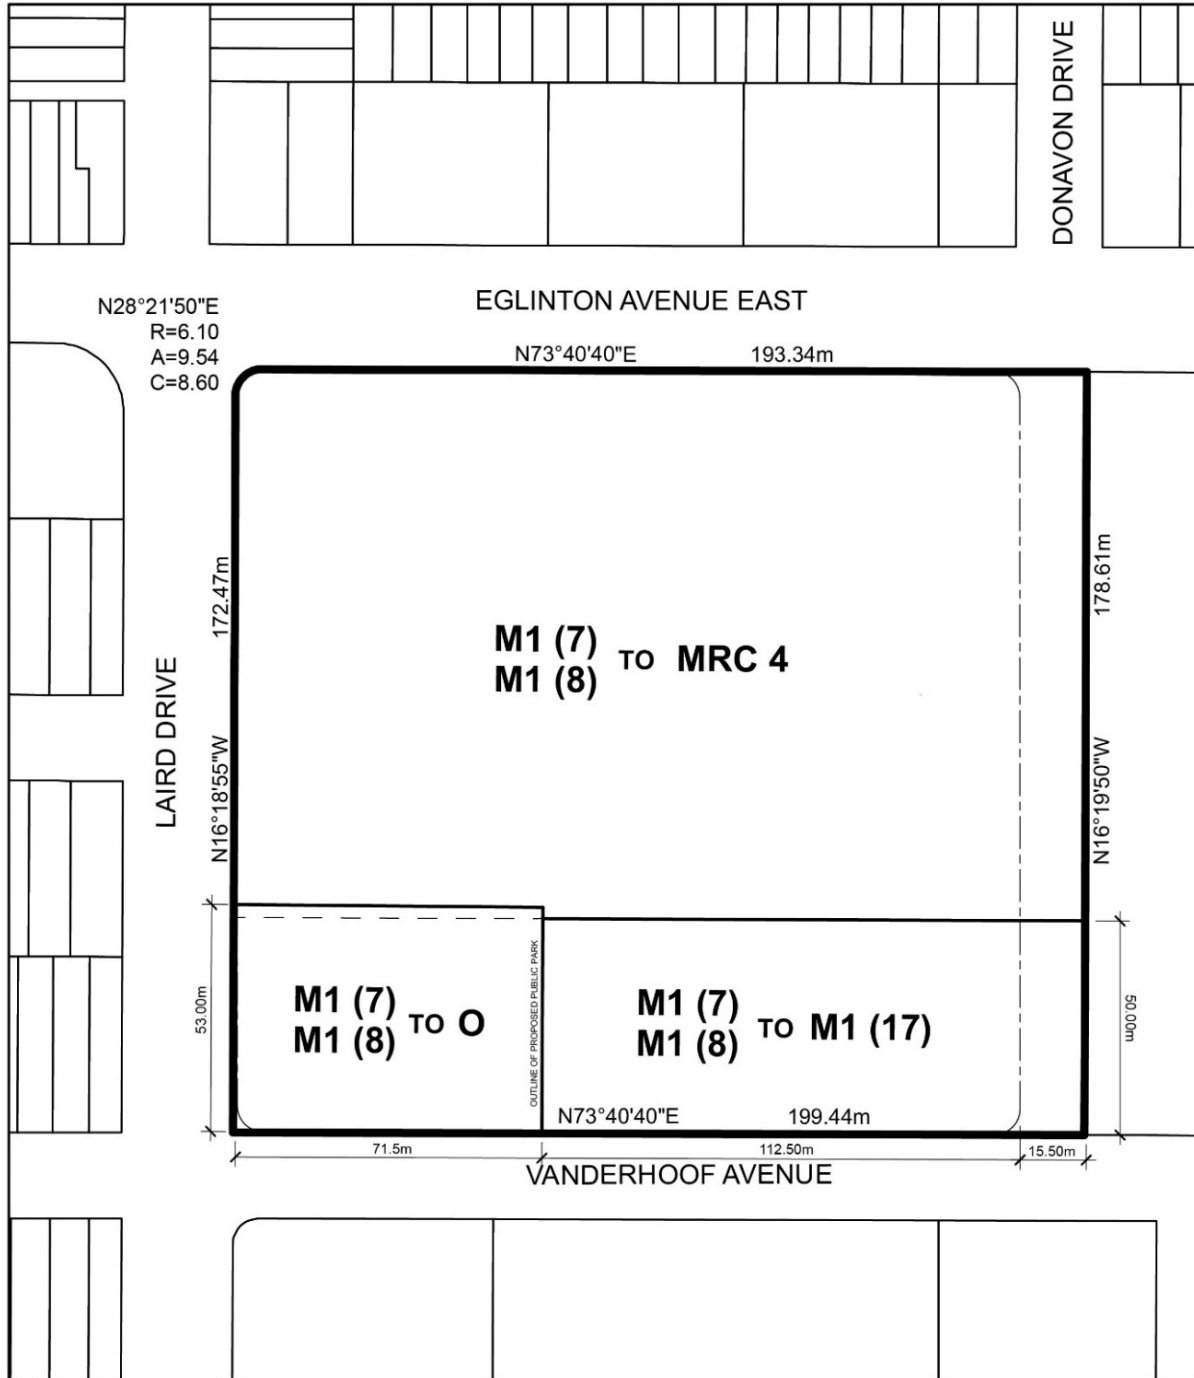 DONAVON DRIVE
EGLINTON AVENUE EAST
N28°21'50"E
R=6.10
A=9.54
C=8.60
N73°40'40"E 193.34m
172.47m
178.61m
M1 (7)
M1 (8) TO MRC 4
LAIRD DRIVE
N16°18'55"W
N16°19'50"W
53.00m
M1 (7)
M1 (8) TO O
OUTLINE OF PROPOSED PUBLIC PARK
M1 (7)
M1 (8) TO M1 (17)
50.00m
N73°40'40"E 199.44m
71.5m 112.50m 15.50m
VANDERHOOF AVENUE